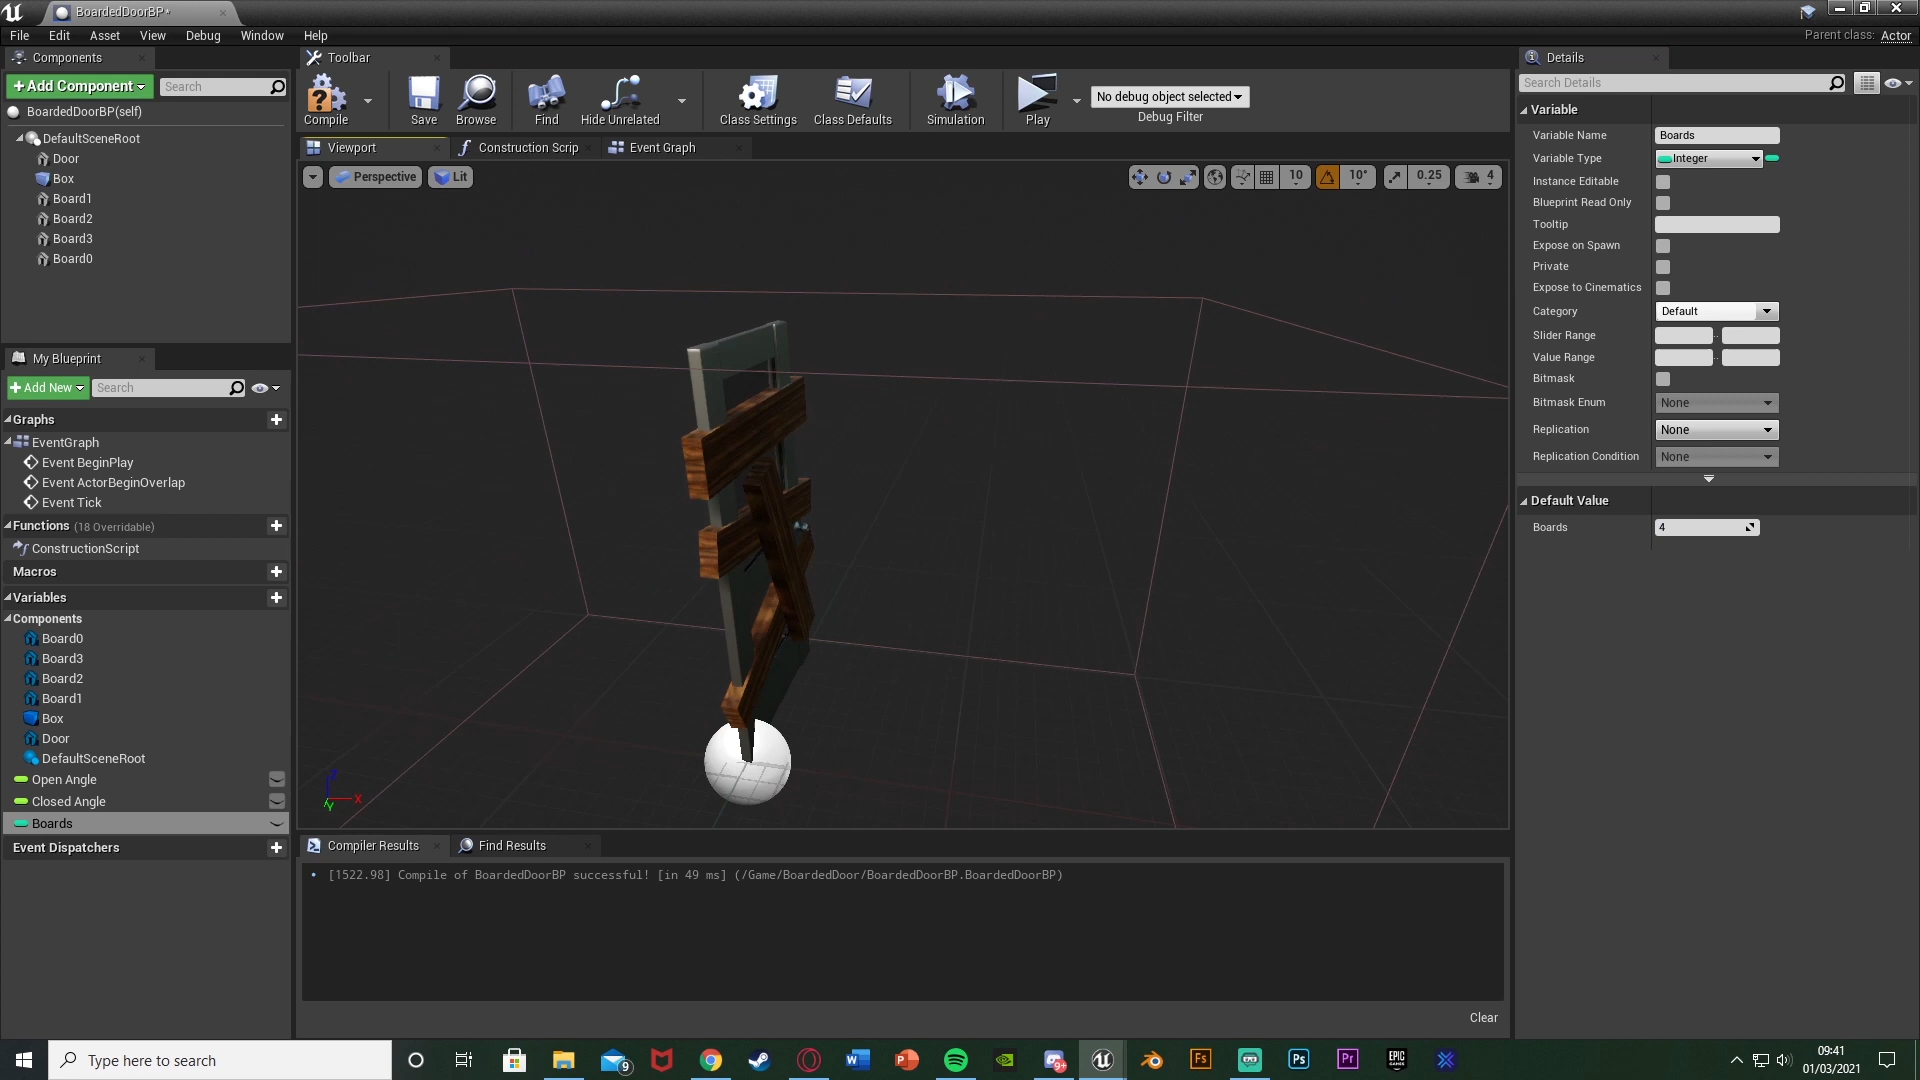 BoardedDoorBP*
File Edit Asset View Debug Window Help
Parent class: Actor
Components
+Add Component
Search
BoardedDoorBP(self)
DefaultSceneRoot
Door
Box
Board1
Board2
Board3
Board0
My Blueprint
+Add New
Search
Graphs
EventGraph
Event BeginPlay
Event ActorBeginOverlap
Event Tick
Functions (18 Overridable)
ConstructionScript
Macros
Variables
Components
Board0
Board3
Board2
Board1
Box
Door
DefaultSceneRoot
Open Angle
Closed Angle
Boards
Event Dispatchers
Toolbar
Compile
Save
Browse
Find
Hide Unrelated
Class Settings
Class Defaults
Simulation
Play
No debug object selected
Debug Filter
Viewport
Construction Scrip
Event Graph
Perspective
Lit
10
10°
0.25
4
X
Y
Compiler Results
Find Results
[1522.98] Compile of BoardedDoorBP successful! [in 49 ms] (/Game/BoardedDoor/BoardedDoorBP.BoardedDoorBP)
Clear
Details
Search Details
Variable
Variable Name Boards
Variable Type Integer
Instance Editable
Blueprint Read Only
Tooltip
Expose on Spawn
Private
Expose to Cinematics
Category Default
Slider Range
Value Range
Bitmask
Bitmask Enum None
Replication None
Replication Condition None
Default Value
Boards 4
Type here to search
9
W
P
9+
Fs
Ps
Pr
EPIC GAMES
09:41
01/03/2021